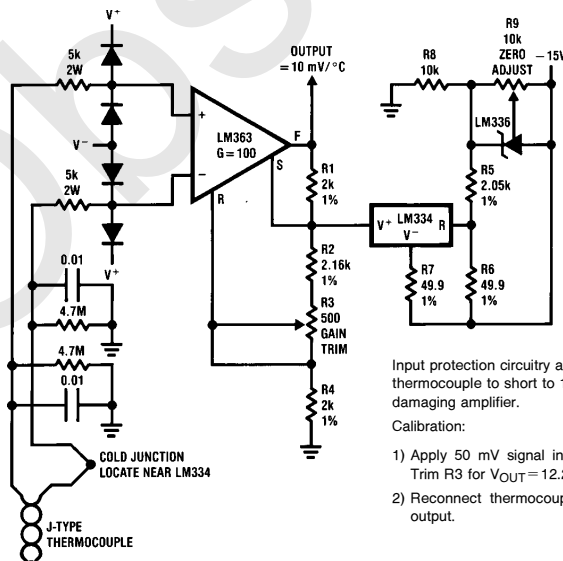 V+
5k
2W
V−
5k
2W
V+
0.01
4.7M
4.7M
0.01
COLD JUNCTION
LOCATE NEAR LM334
J-TYPE
THERMOCOUPLE
+
−
LM363
G=100
F
S
R
OUTPUT
=10 mV/°C
R1
2k
1%
R2
2.16k
1%
R3
500
GAIN
TRIM
R4
2k
1%
R8
10k
R9
10k
ZERO
ADJUST
−15V
LM336
R5
2.05k
1%
V+ LM334 R
V−
R7
49.9
1%
R6
49.9
1%
Input protection circuitry a
thermocouple to short to 1
damaging amplifier.
Calibration:
1) Apply 50 mV signal in
Trim R3 for VOUT=12.2
2) Reconnect thermocoup
output.